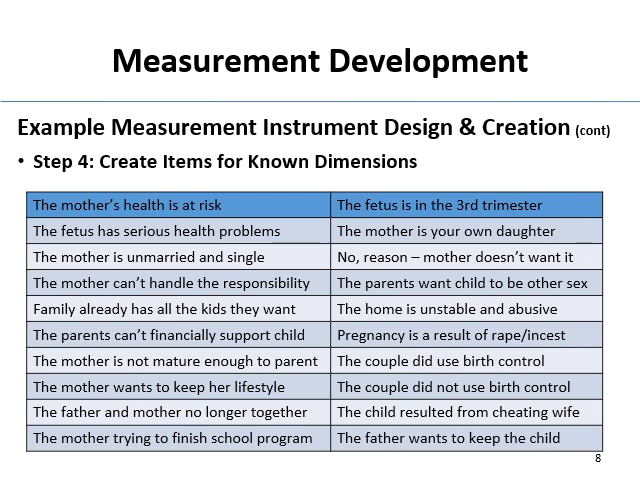 Measurement Development
Example Measurement Instrument Design & Creation (cont)
• Step 4: Create Items for Known Dimensions
The mother's health is at risk
The fetus is in the 3rd trimester
The fetus has serious health problems
The mother is your own daughter
The mother is unmarried and single
No, reason – mother doesn't want it
The mother can't handle the responsibility
The parents want child to be other sex
Family already has all the kids they want
The home is unstable and abusive
The parents can't financially support child
Pregnancy is a result of rape/incest
The mother is not mature enough to parent
The couple did use birth control
The mother wants to keep her lifestyle
The couple did not use birth control
The father and mother no longer together
The child resulted from cheating wife
The mother trying to finish school program
The father wants to keep the child
8